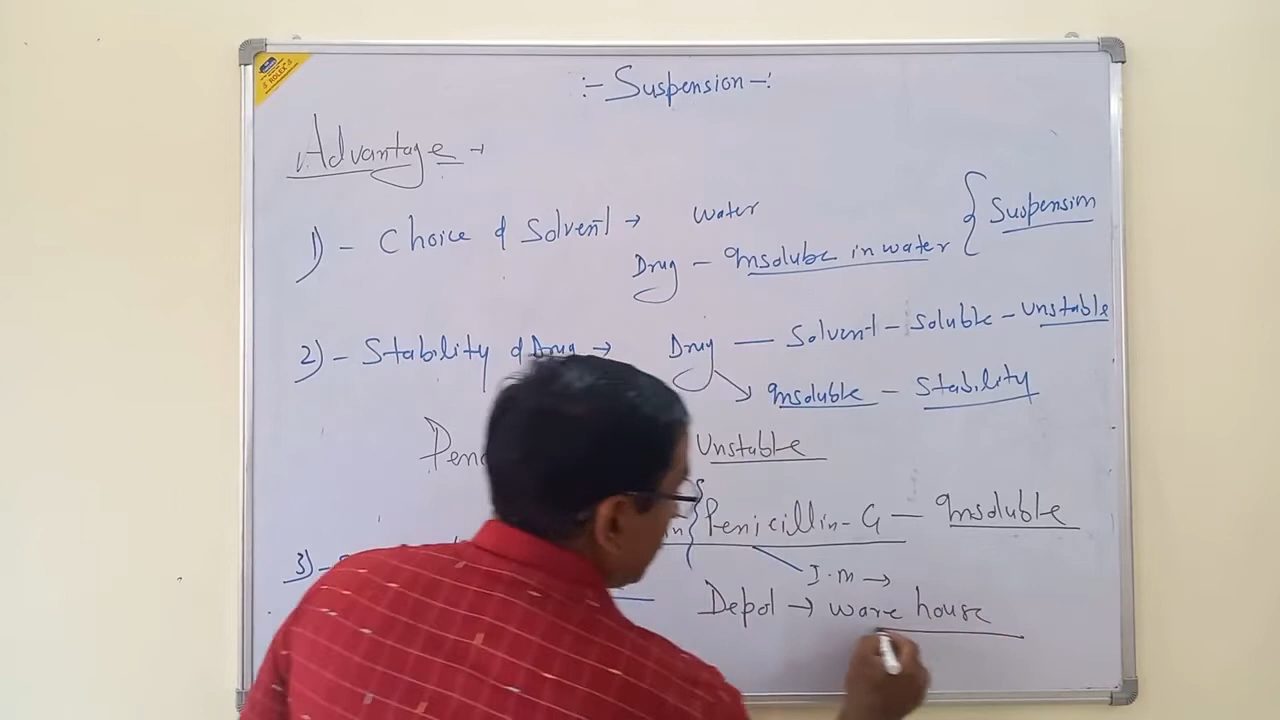 ROLEX
:- Suspension -:
Advantage →
1) - Choice of Solvent → Water
Drug - Insoluble in water { Suspension
2) - Stability of Drug → Drug — Solvent - Soluble - Unstable
Insoluble - Stability
Unstable
{ Penicillin - G — Insoluble
3) -
I.M →
Depot → ware house